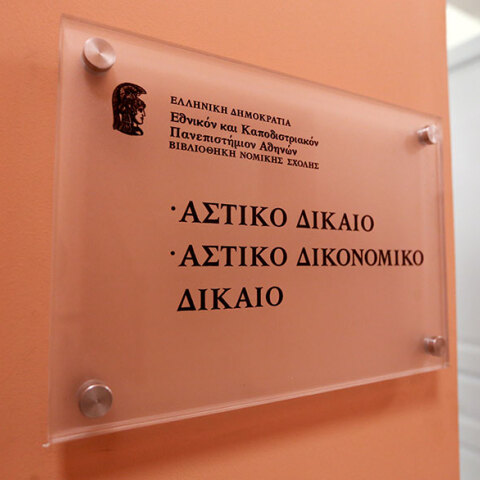 ΕΛΛΗΝΙΚΗ ΔΗΜΟΚΡΑΤΙΑ
Εθνικόν και Καποδιστριακόν
Πανεπιστήμιον Αθηνών
ΒΙΒΛΙΟΘΗΚΗ ΝΟΜΙΚΗΣ ΣΧΟΛΗΣ
·ΑΣΤΙΚΟ ΔΙΚΑΙΟ
·ΑΣΤΙΚΟ ΔΙΚΟΝΟΜΙΚΟ
ΔΙΚΑΙΟ